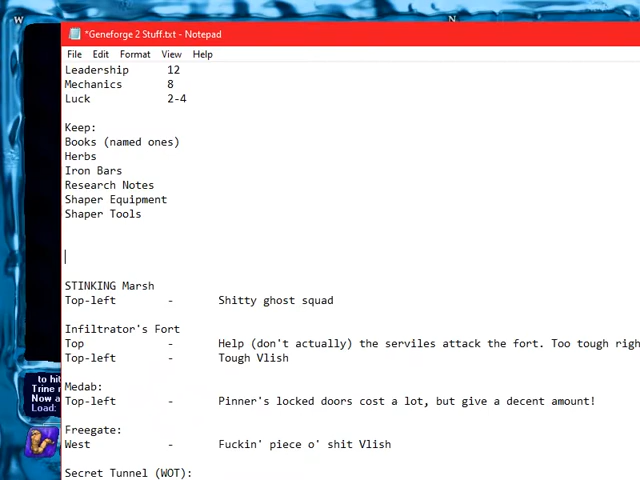 W
N
*Geneforge 2 Stuff.txt - Notepad
File Edit Format View Help
Leadership 12
Mechanics 8
Luck 2-4
Keep:
Books (named ones)
Herbs
Iron Bars
Research Notes
Shaper Equipment
Shaper Tools
STINKING Marsh
Top-left - Shitty ghost squad
Infiltrator's Fort
Top - Help (don't actually) the serviles attack the fort. Too tough righ
Top-left - Tough Vlish
Medab:
Top-left - Pinner's locked doors cost a lot, but give a decent amount!
Freegate:
West - Fuckin' piece o' shit Vlish
Secret Tunnel (WOT):
to hit
Trine
Now a
Load: